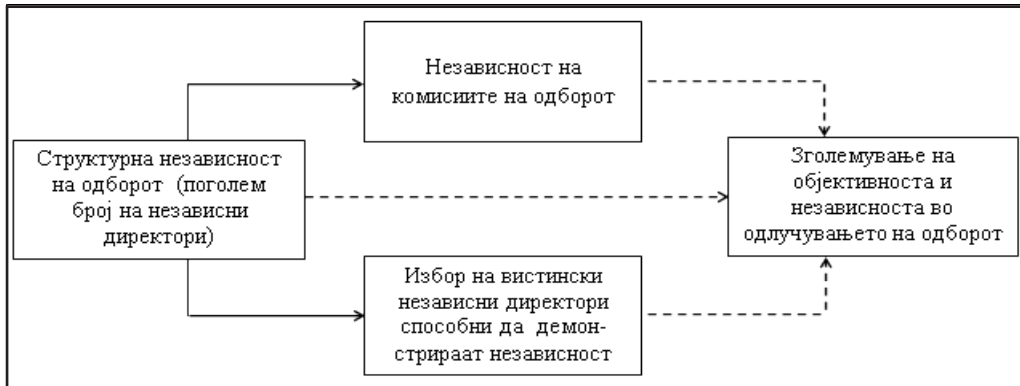 Независност на
комисиите на одборот
Структурна независност
на одборот (поголем
број на независни
директори)
Зголемување на
објективноста и
независноста во
одлучувањето на одборот
Избор на вистински
независни директори
способни да демон-
стрираат независност